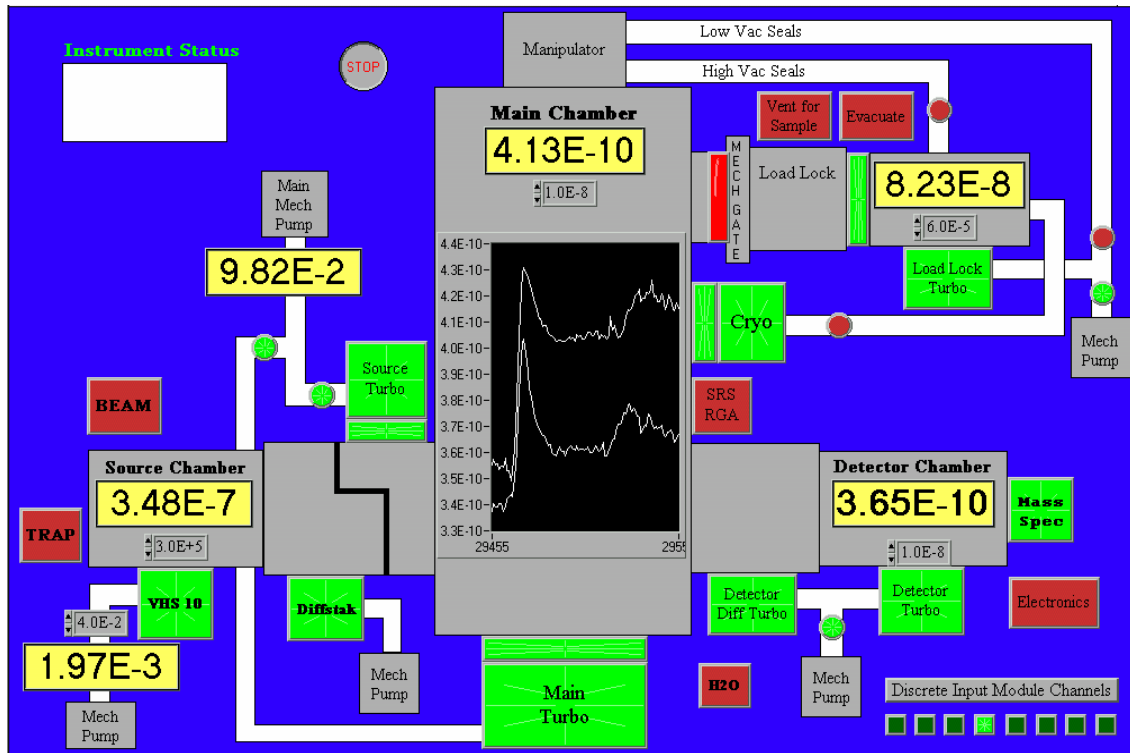 Instrument Status
STOP
Manipulator
Low Vac Seals
High Vac Seals
Main Chamber
4.13E-10
1.0E-8
Vent for
Sample
Evacuate
MECH GATE
Load Lock
8.23E-8
6.0E-5
Load Lock
Turbo
Main
Mech
Pump
9.82E-2
4.4E-10
4.3E-10
4.2E-10
4.1E-10
4.0E-10
3.9E-10
3.8E-10
3.7E-10
3.6E-10
3.5E-10
3.4E-10
3.3E-10
29455
2955
Cryo
Mech
Pump
Source
Turbo
BEAM
SRS
RGA
Source Chamber
3.48E-7
3.0E+5
Detector Chamber
3.65E-10
1.0E-8
Mass
Spec
TRAP
VHS 10
4.0E-2
1.97E-3
Mech
Pump
Diffstak
Mech
Pump
Detector
Diff Turbo
Detector
Turbo
Electronics
Main
Turbo
H2O
Mech
Pump
Discrete Input Module Channels